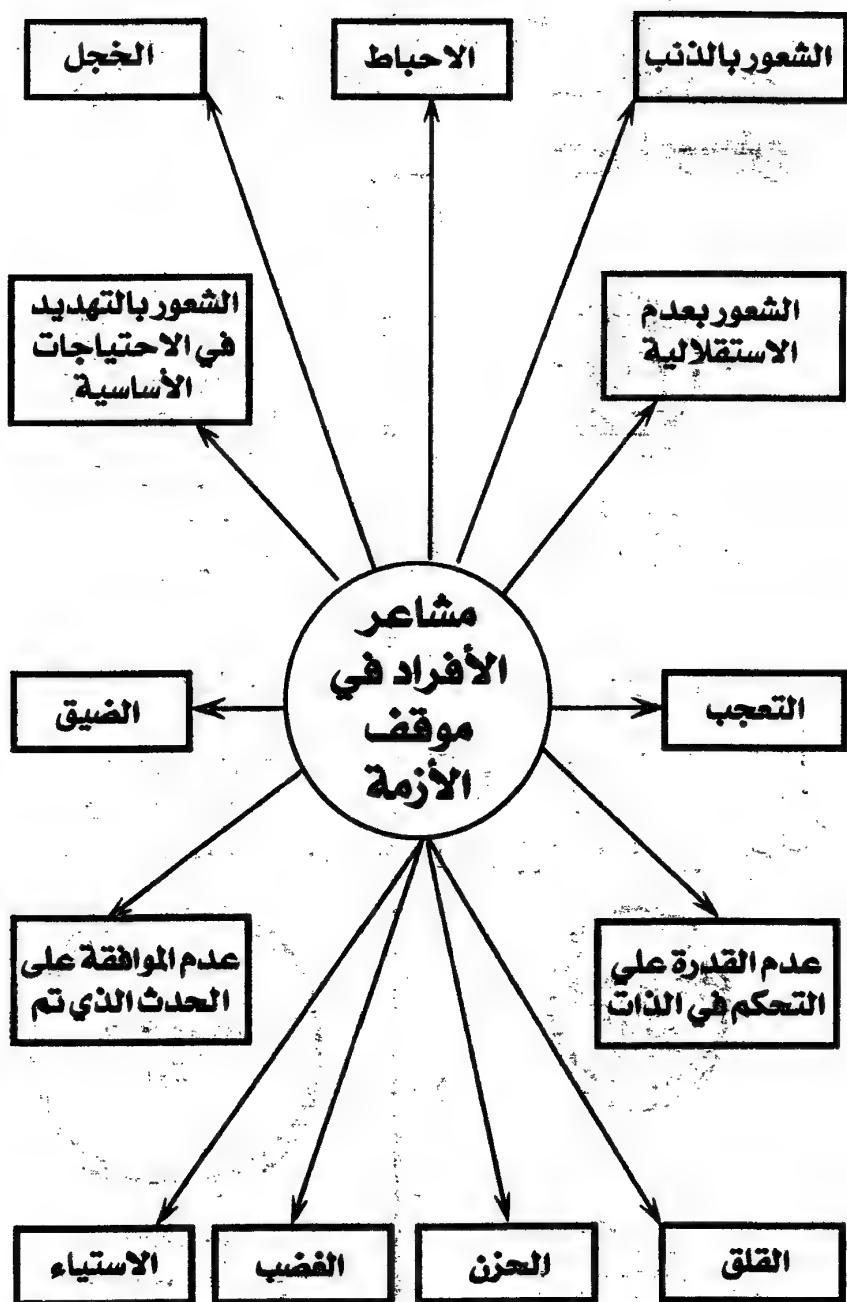 الشعور بالذنب
الاحباط
الخجل
الشعور بعدم
الاستقلالية
الشعور بالتهديد
في الاحتياجات
الأساسية
مشاعر
الأفراد في
موقف
الأزمة
التعجب
الضيق
عدم القدرة علي
التحكم في الذات
عدم الموافقة على
الحدث الذي تم
القلق
الحزن
الغضب
الاستياء